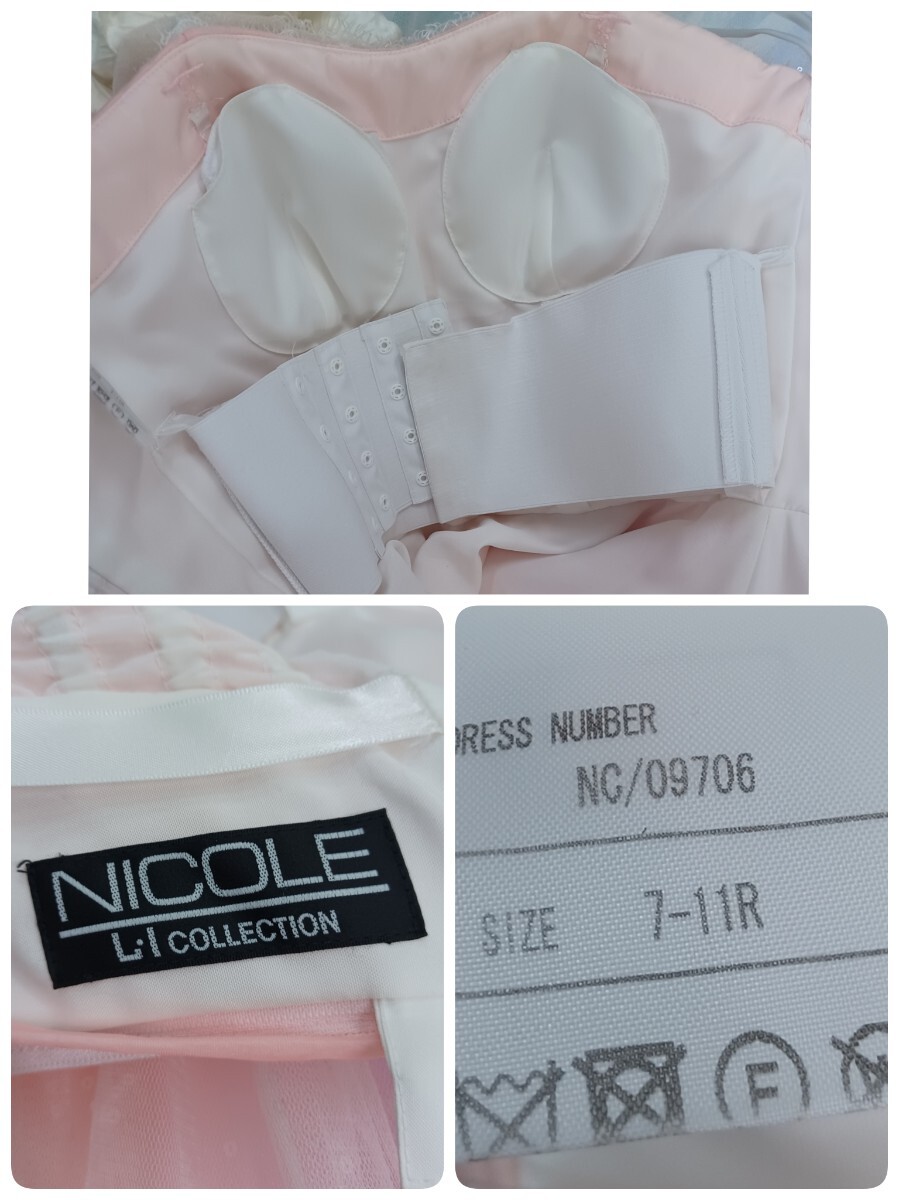 NICOLE
L·I COLLECTION
DRESS NUMBER
NC/09706
SIZE 7-11R
F